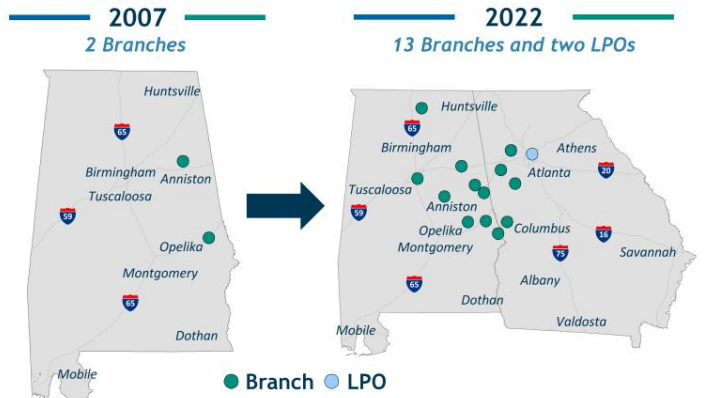 2007
2 Branches
Huntsville
65
Birmingham
Anniston
Tuscaloosa
59
Opelika
Montgomery
65
Dothan
Mobile
2022
13 Branches and two LPOs
Huntsville
65
Birmingham
Athens
20
Atlanta
Tuscaloosa
Anniston
59
Opelika
Columbus
16
Montgomery
Savannah
75
Albany
65
Dothan
Valdosta
Mobile
Branch
LPO